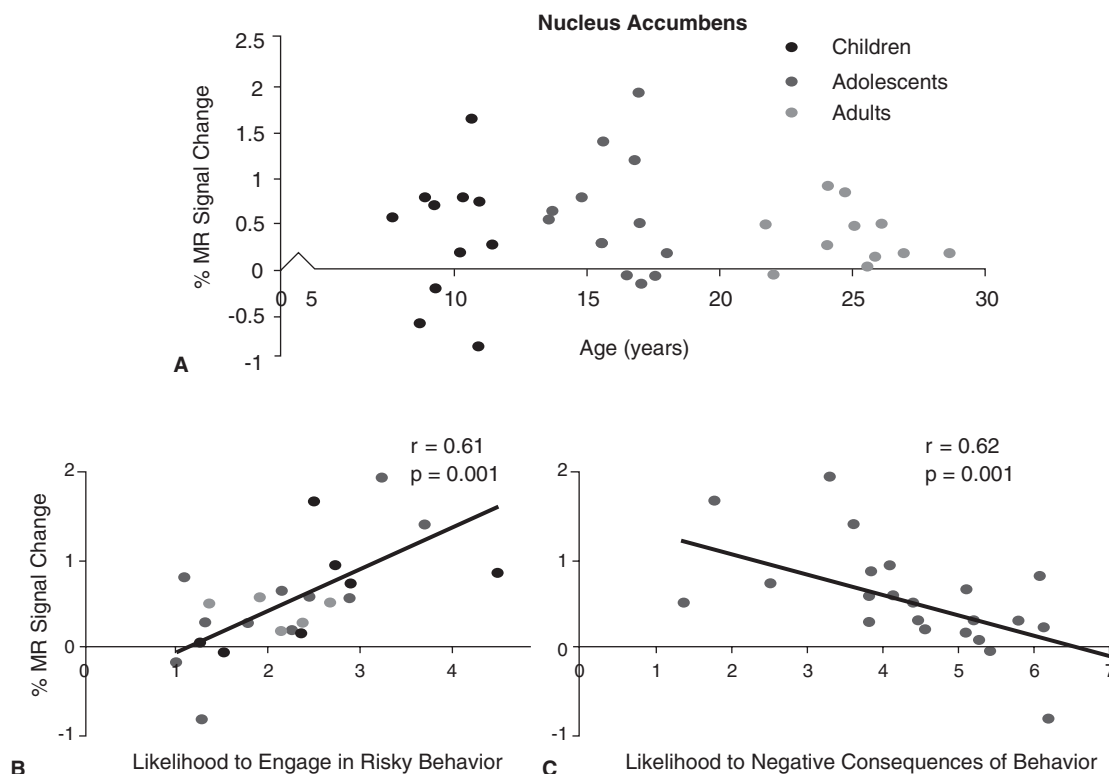 Nucleus Accumbens
2.5
2
1.5
1
0.5
0
-0.5
-1
% MR Signal Change
Children
Adolescents
Adults
0 5 10 15 20 25 30
Age (years)
A
r = 0.61
p = 0.001
2
1
0
-1
% MR Signal Change
0 1 2 3 4
Likelihood to Engage in Risky Behavior
B
r = 0.62
p = 0.001
2
1
0
-1
0 1 2 3 4 5 6 7
Likelihood to Negative Consequences of Behavior
C